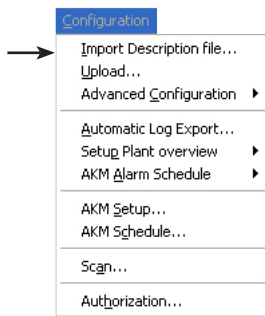 Configuration
Import Description file...
Upload...
Advanced Configuration
Automatic Log Export...
Setup Plant overview
AKM Alarm Schedule
AKM Setup...
AKM Schedule...
Scan...
Authorization...